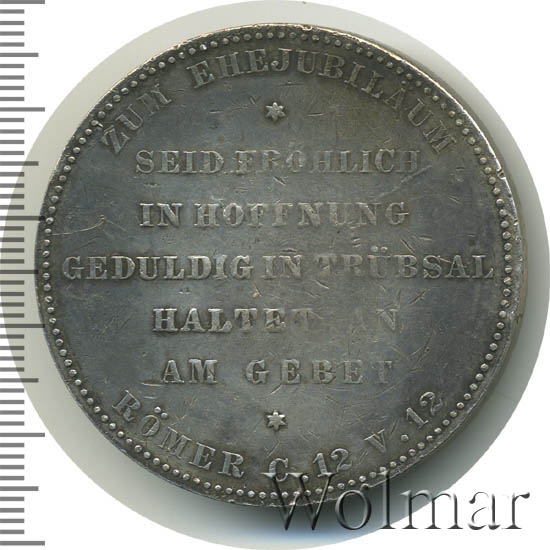 ZUM EHEJUBILÄUM
SEID FRÖHLICH
IN HOFFNUNG
GEDULDIG IN TRÜBSAL
HALTET AN
AM GEBET
RÖMER C. 12 V. 12
Wolmar